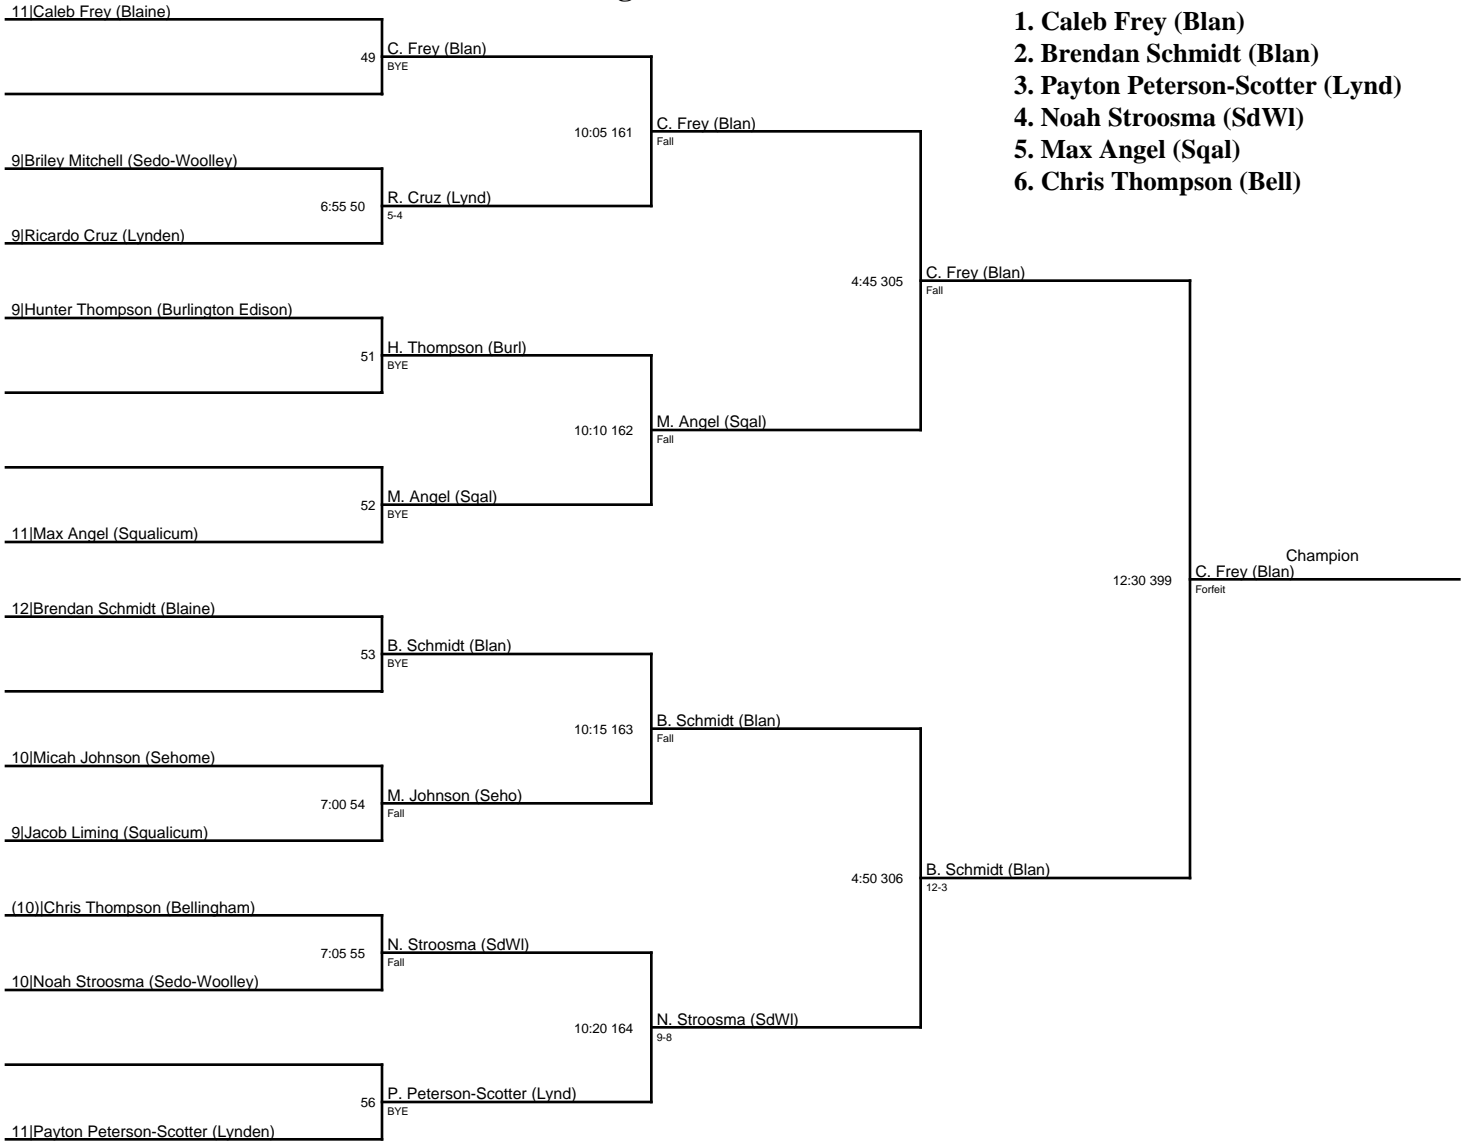 11|Caleb Frey (Blaine)
49
C. Frey (Blan)
BYE
10:05 161
C. Frey (Blan)
Fall
9|Briley Mitchell (Sedo-Woolley)
6:55 50
R. Cruz (Lynd)
5-4
9|Ricardo Cruz (Lynden)
4:45 305
C. Frey (Blan)
Fall
9|Hunter Thompson (Burlington Edison)
51
H. Thompson (Burl)
BYE
10:10 162
M. Angel (Sqal)
Fall
52
M. Angel (Sqal)
BYE
11|Max Angel (Squalicum)
12:30 399
Champion
C. Frey (Blan)
Forfeit
12|Brendan Schmidt (Blaine)
53
B. Schmidt (Blan)
BYE
10:15 163
B. Schmidt (Blan)
Fall
10|Micah Johnson (Sehome)
7:00 54
M. Johnson (Seho)
Fall
9|Jacob Liming (Squalicum)
4:50 306
B. Schmidt (Blan)
12-3
(10)|Chris Thompson (Bellingham)
7:05 55
N. Stroosma (SdWl)
Fall
10|Noah Stroosma (Sedo-Woolley)
10:20 164
N. Stroosma (SdWl)
9-8
56
P. Peterson-Scotter (Lynd)
BYE
11|Payton Peterson-Scotter (Lynden)
1. Caleb Frey (Blan)
2. Brendan Schmidt (Blan)
3. Payton Peterson-Scotter (Lynd)
4. Noah Stroosma (SdWl)
5. Max Angel (Sqal)
6. Chris Thompson (Bell)